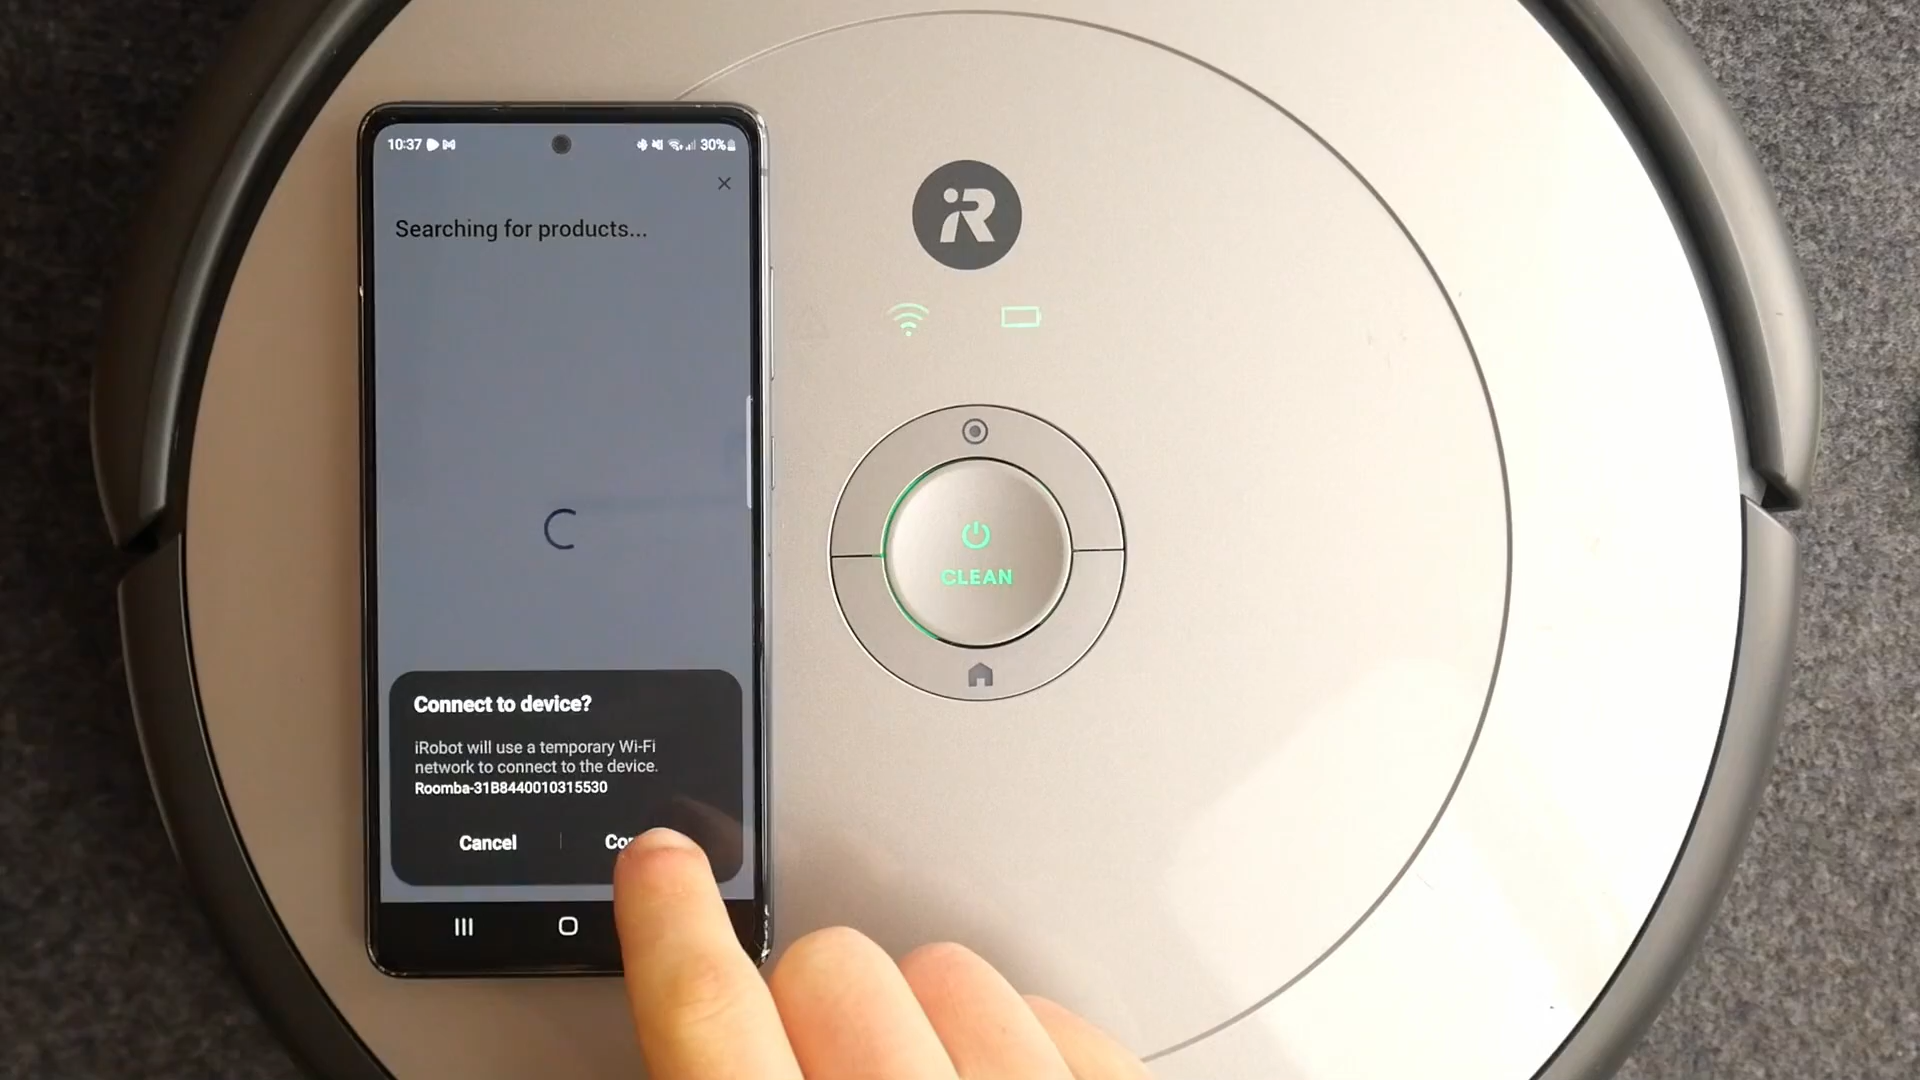 10:37
30%
Searching for products...
Connect to device?
iRobot will use a temporary Wi-Fi
network to connect to the device.
Roomba-31B8440010315530
Cancel
iR
CLEAN